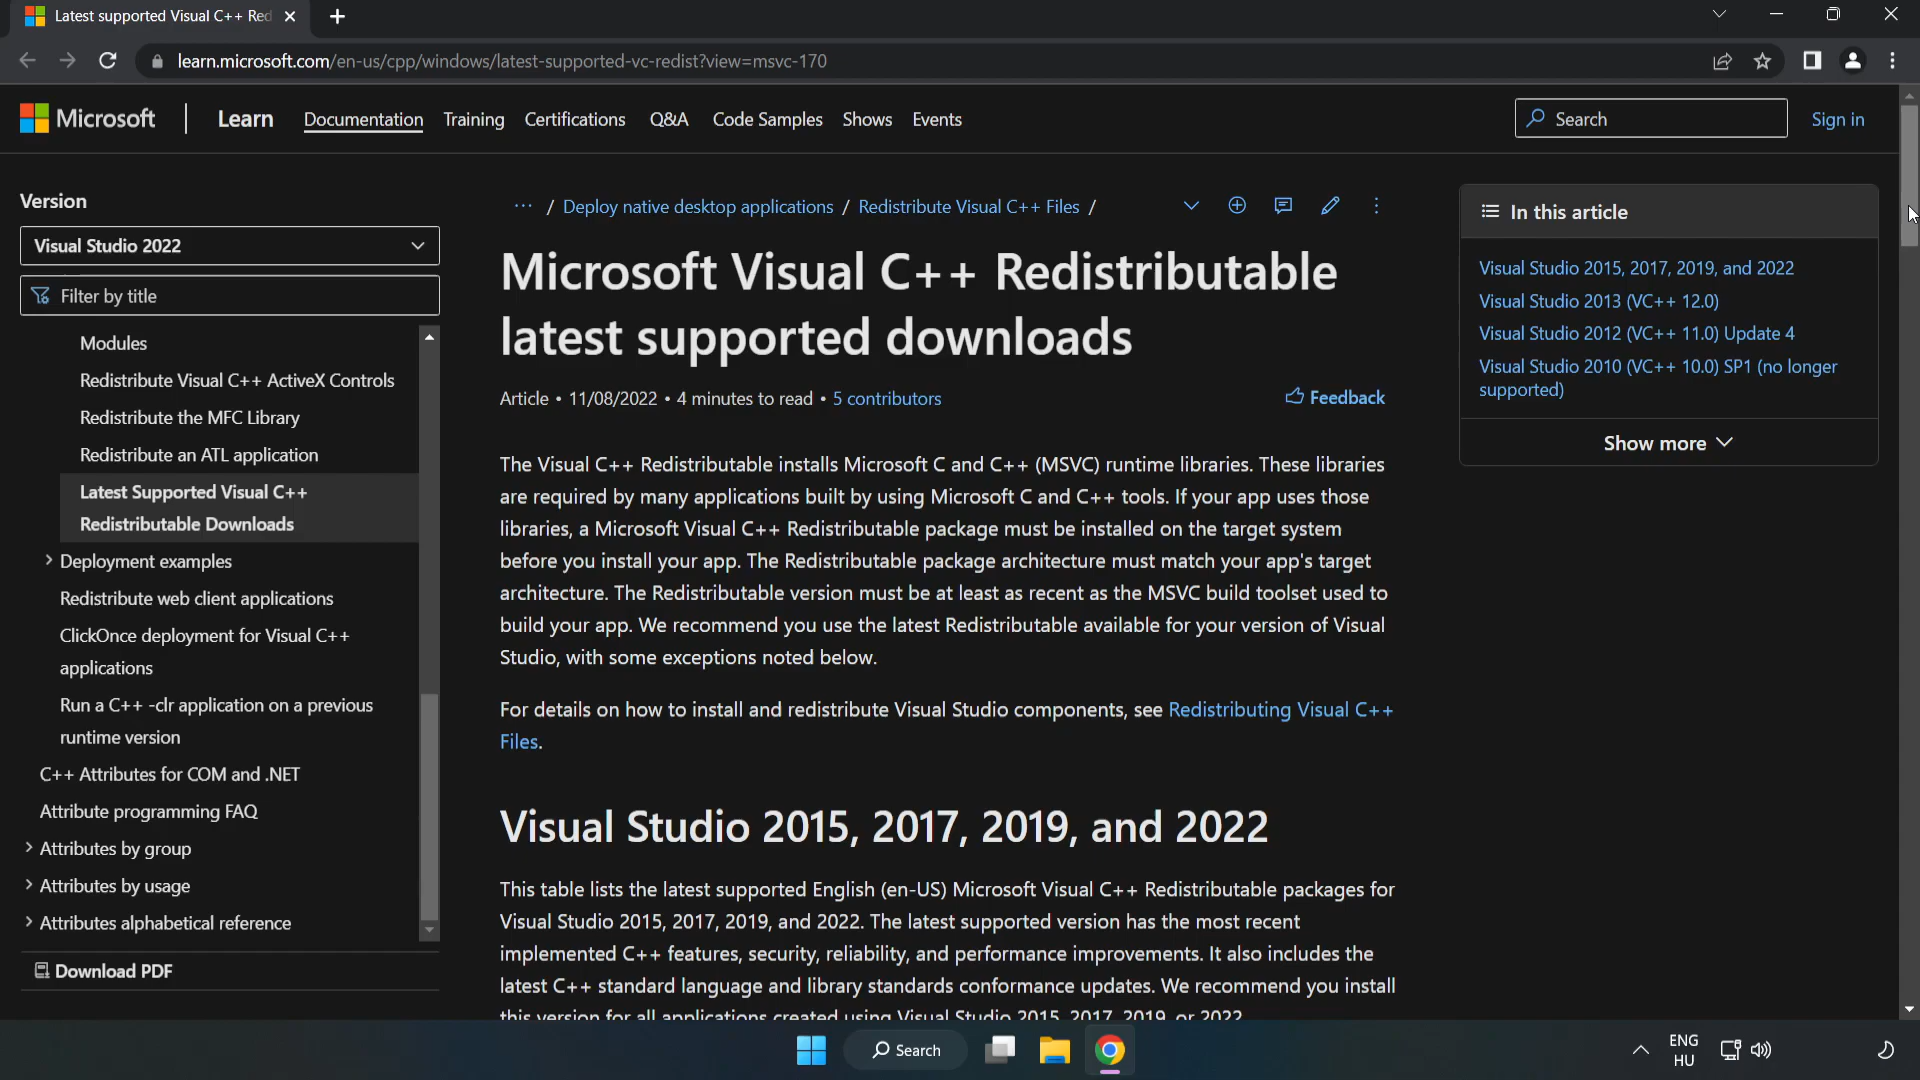 Latest supported Visual C++ Red
learn.microsoft.com/en-us/cpp/windows/latest-supported-vc-redist?view=msvc-170
Microsoft
Learn
Documentation
Training
Certifications
Q&A
Code Samples
Shows
Events
Search
Sign in
Version
Visual Studio 2022
Filter by title
Modules
Redistribute Visual C++ ActiveX Controls
Redistribute the MFC Library
Redistribute an ATL application
Latest Supported Visual C++
Redistributable Downloads
Deployment examples
Redistribute web client applications
ClickOnce deployment for Visual C++
applications
Run a C++ -clr application on a previous
runtime version
C++ Attributes for COM and .NET
Attribute programming FAQ
Attributes by group
Attributes by usage
Attributes alphabetical reference
Download PDF
··· / Deploy native desktop applications / Redistribute Visual C++ Files /
Microsoft Visual C++ Redistributable
latest supported downloads
Article • 11/08/2022 • 4 minutes to read • 5 contributors
Feedback
The Visual C++ Redistributable installs Microsoft C and C++ (MSVC) runtime libraries. These libraries
are required by many applications built by using Microsoft C and C++ tools. If your app uses those
libraries, a Microsoft Visual C++ Redistributable package must be installed on the target system
before you install your app. The Redistributable package architecture must match your app's target
architecture. The Redistributable version must be at least as recent as the MSVC build toolset used to
build your app. We recommend you use the latest Redistributable available for your version of Visual
Studio, with some exceptions noted below.
For details on how to install and redistribute Visual Studio components, see Redistributing Visual C++
Files.
Visual Studio 2015, 2017, 2019, and 2022
This table lists the latest supported English (en-US) Microsoft Visual C++ Redistributable packages for
Visual Studio 2015, 2017, 2019, and 2022. The latest supported version has the most recent
implemented C++ features, security, reliability, and performance improvements. It also includes the
latest C++ standard language and library standards conformance updates. We recommend you install
this version for all applications created using Visual Studio 2015, 2017, 2019, or 2022.
In this article
Visual Studio 2015, 2017, 2019, and 2022
Visual Studio 2013 (VC++ 12.0)
Visual Studio 2012 (VC++ 11.0) Update 4
Visual Studio 2010 (VC++ 10.0) SP1 (no longer
supported)
Show more
Search
ENG
HU